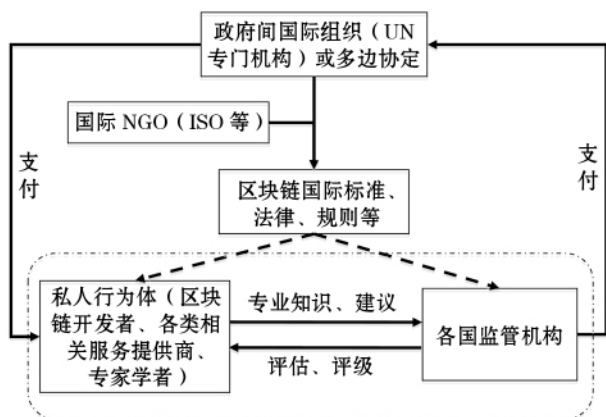 政府间国际组织（UN
专门机构）或多边协定
国际 NGO（ISO 等）
支付
支付
区块链国际标准、
法律、规则等
私人行为体（区块
链开发者、各类相
关服务提供商、
专家学者）
专业知识、建议
评估、评级
各国监管机构